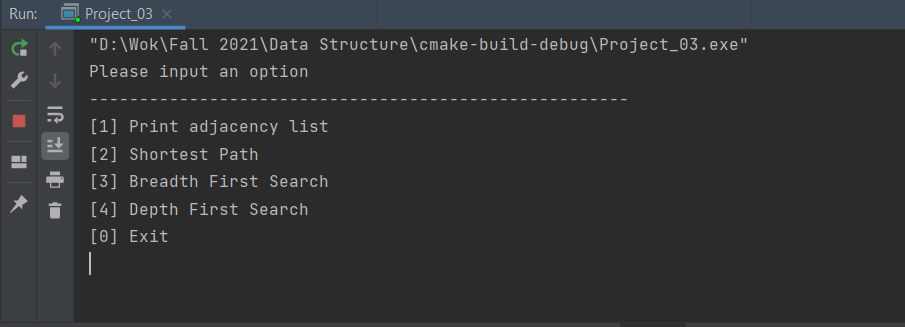 Run: Project_03
"D:\Wok\Fall 2021\Data Structure\cmake-build-debug\Project_03.exe"
Please input an option
------------------------------------------------------
[1] Print adjacency list
[2] Shortest Path
[3] Breadth First Search
[4] Depth First Search
[0] Exit